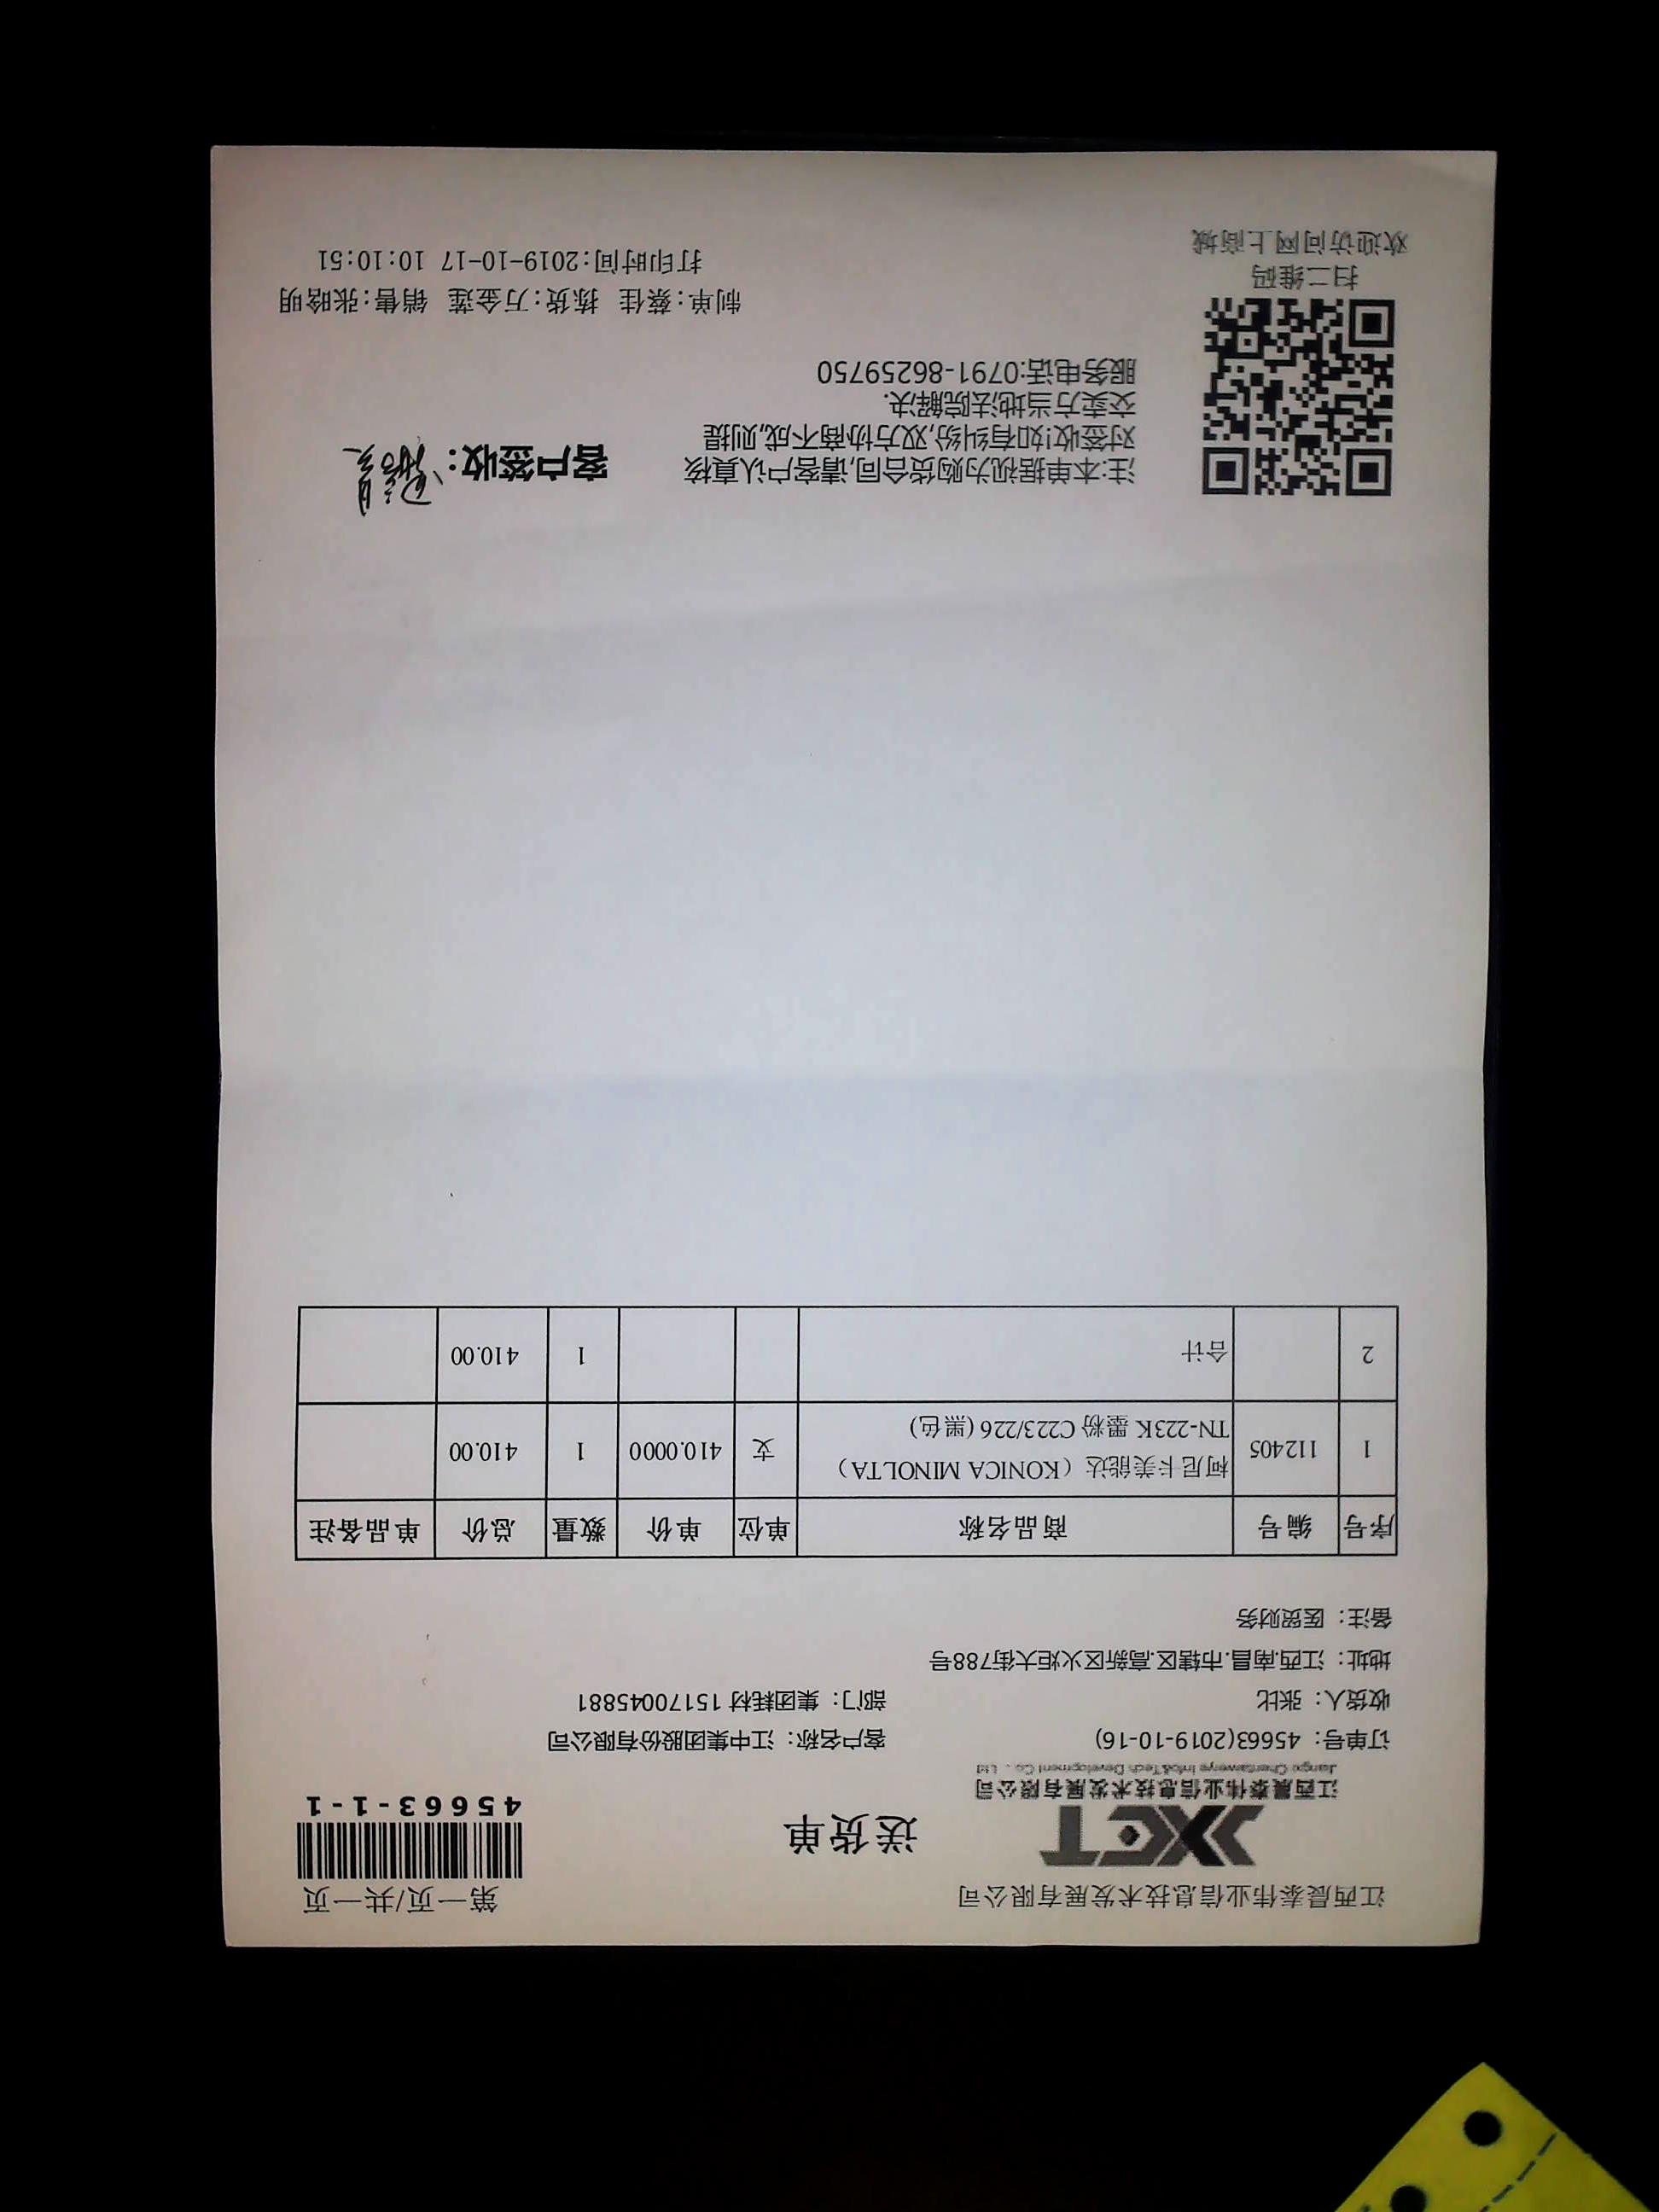 江西晨泰伟业信息技术发展有限公司
第一页/共一页
JXCT
江西晨泰伟业信息技术发展有限公司
Jiangxi Chentaiweiye Info&Tech Development Co., Ltd
送货单
45663-1-1
订单号: 45663(2019-10-16) 客户名称: 江中集团股份有限公司
收货人: 张比 部门: 集团耗材 15170045881
地址: 江西.南昌.市辖区.高新区火炬大街788号
备注: 医贸财务
序号 编号 商品名称 单位 单价 数量 总价 单品备注
1 112405 柯尼卡美能达(KONICA MINOLTA) 支 410.0000 1 410.00
TN-223K 墨粉 C223/226 (黑色)
2 合计 1 410.00
注:本单据视为购货合同,请客户认真核
对签收!如有纠纷,双方协商不成,则提
交卖方当地法院解决.
服务电话:0791-86259750
客户签收:
制单:蔡佳 拣货:万金莲 销售:张晗明
打印时间:2019-10-17 10:10:51
扫二维码
欢迎访问网上商城